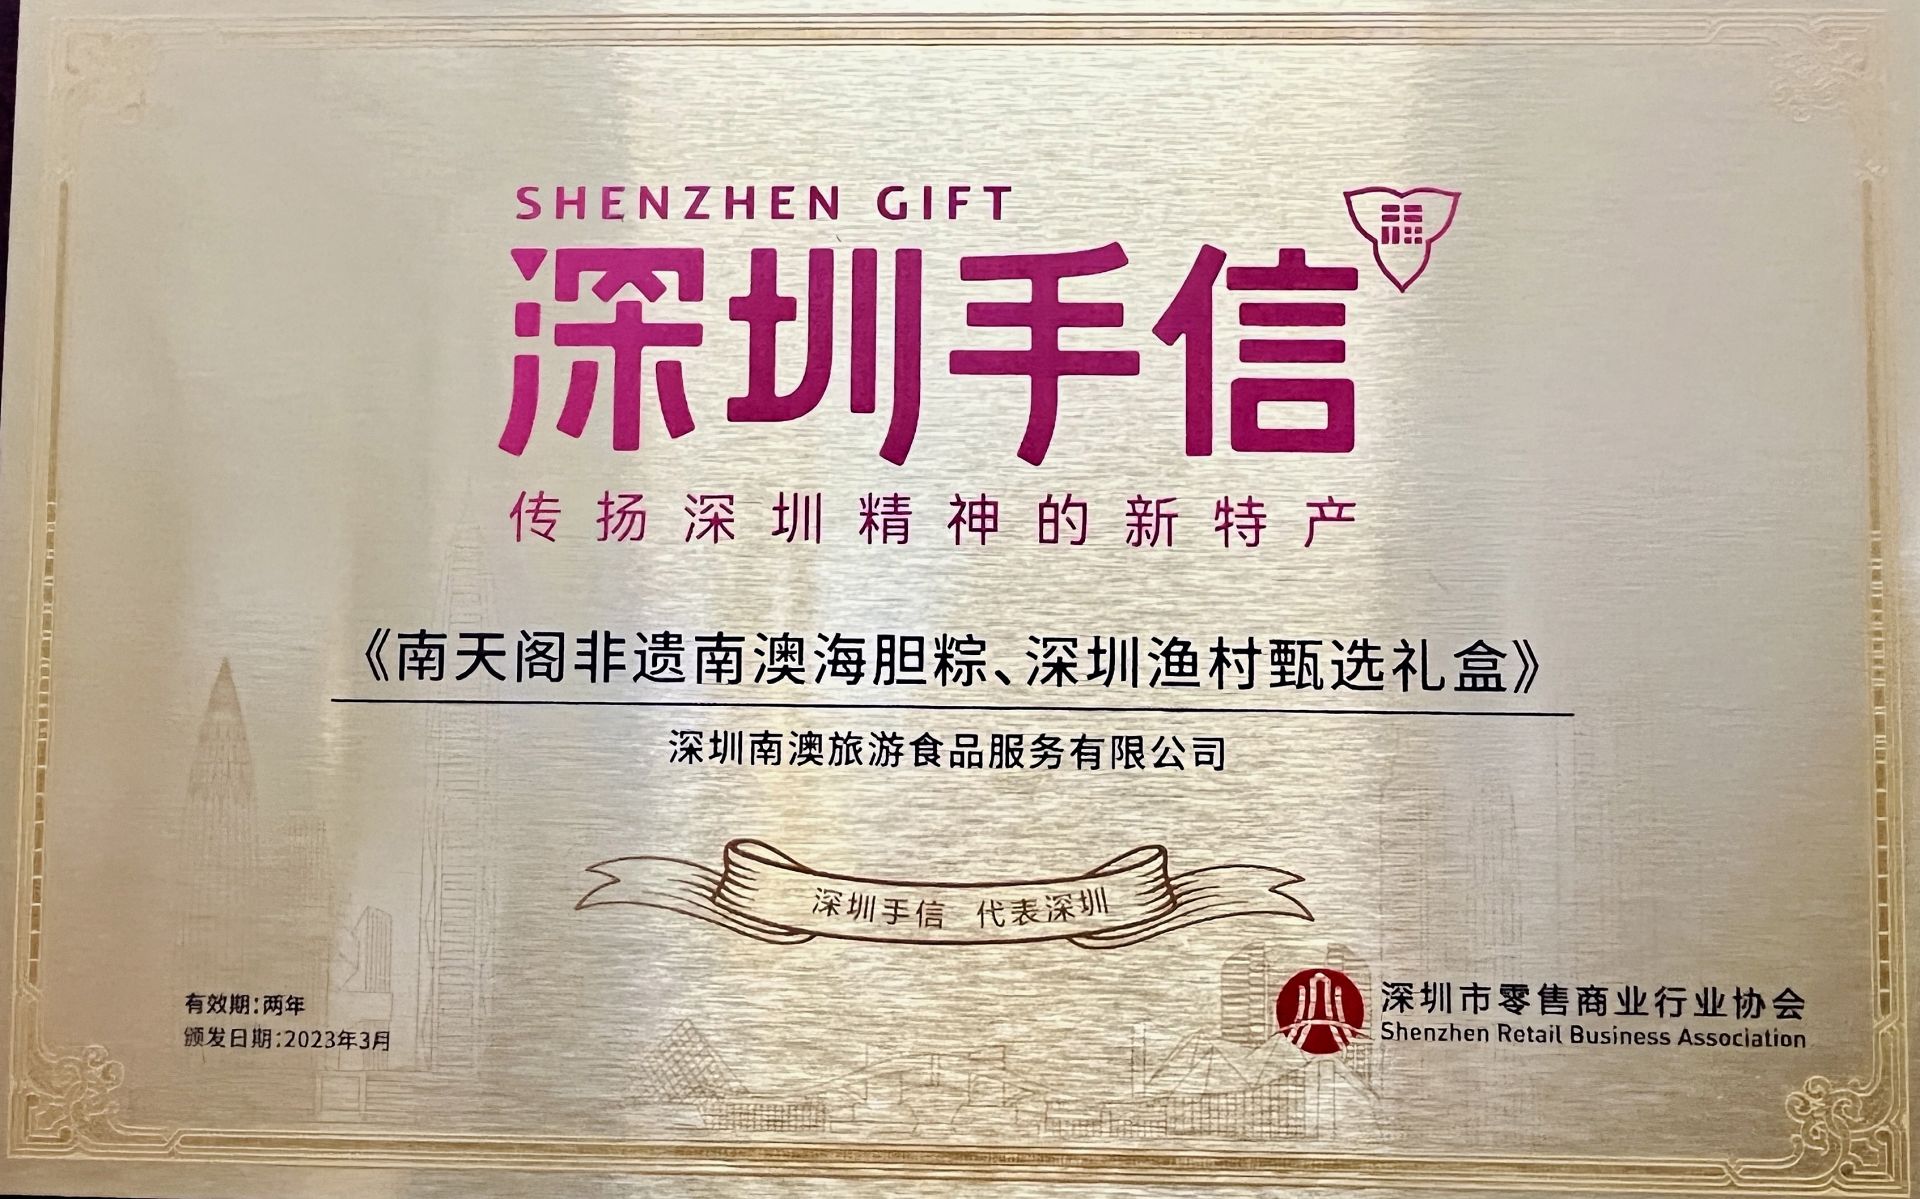 SHENZHEN GIFT
深圳手信
传扬深圳精神的新特产
《南天阁非遗南澳海胆粽、深圳渔村甄选礼盒》
深圳南澳旅游食品服务有限公司
深圳手信 代表深圳
有效期:两年
颁发日期:2023年3月
深圳市零售商业行业协会
Shenzhen Retail Business Association